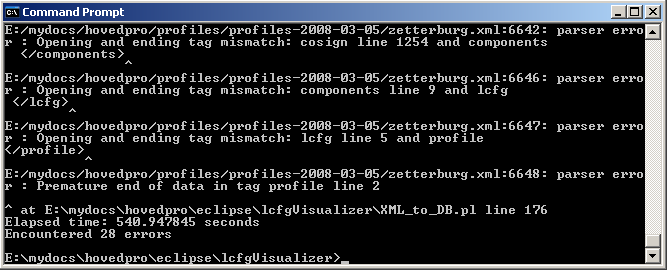 Command Prompt
E:/mydocs/hovedpro/profiles/profiles-2008-03-05/zetterburg.xml:6642: parser erro
r : Opening and ending tag mismatch: cosign line 1254 and components
  </components>
               ^
E:/mydocs/hovedpro/profiles/profiles-2008-03-05/zetterburg.xml:6646: parser erro
r : Opening and ending tag mismatch: components line 9 and lcfg
 </lcfg>
        ^
E:/mydocs/hovedpro/profiles/profiles-2008-03-05/zetterburg.xml:6647: parser erro
r : Opening and ending tag mismatch: lcfg line 5 and profile
</profile>
          ^
E:/mydocs/hovedpro/profiles/profiles-2008-03-05/zetterburg.xml:6648: parser erro
r : Premature end of data in tag profile line 2
^ at E:\mydocs\hovedpro\eclipse\lcfgVisualizer\XML_to_DB.pl line 176
Elapsed time: 540.947845 seconds
Encountered 28 errors
E:\mydocs\hovedpro\eclipse\lcfgVisualizer>_